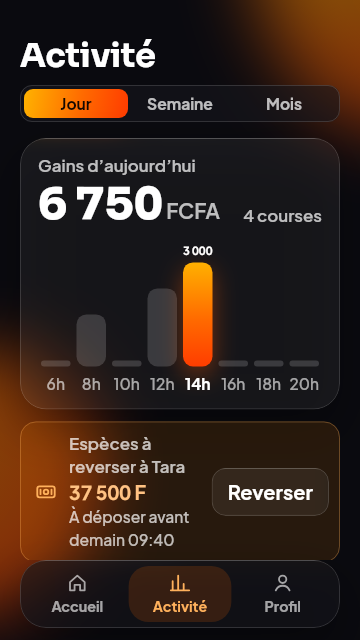 Activité
Jour Semaine Mois
Gains d’aujourd’hui
6 750 FCFA 4 courses
3 000
6h 8h 10h 12h 14h 16h 18h 20h
Espèces à
reverser à Tara
37 500 F
À déposer avant
demain 09:40
Reverser
Accueil Activité Profil